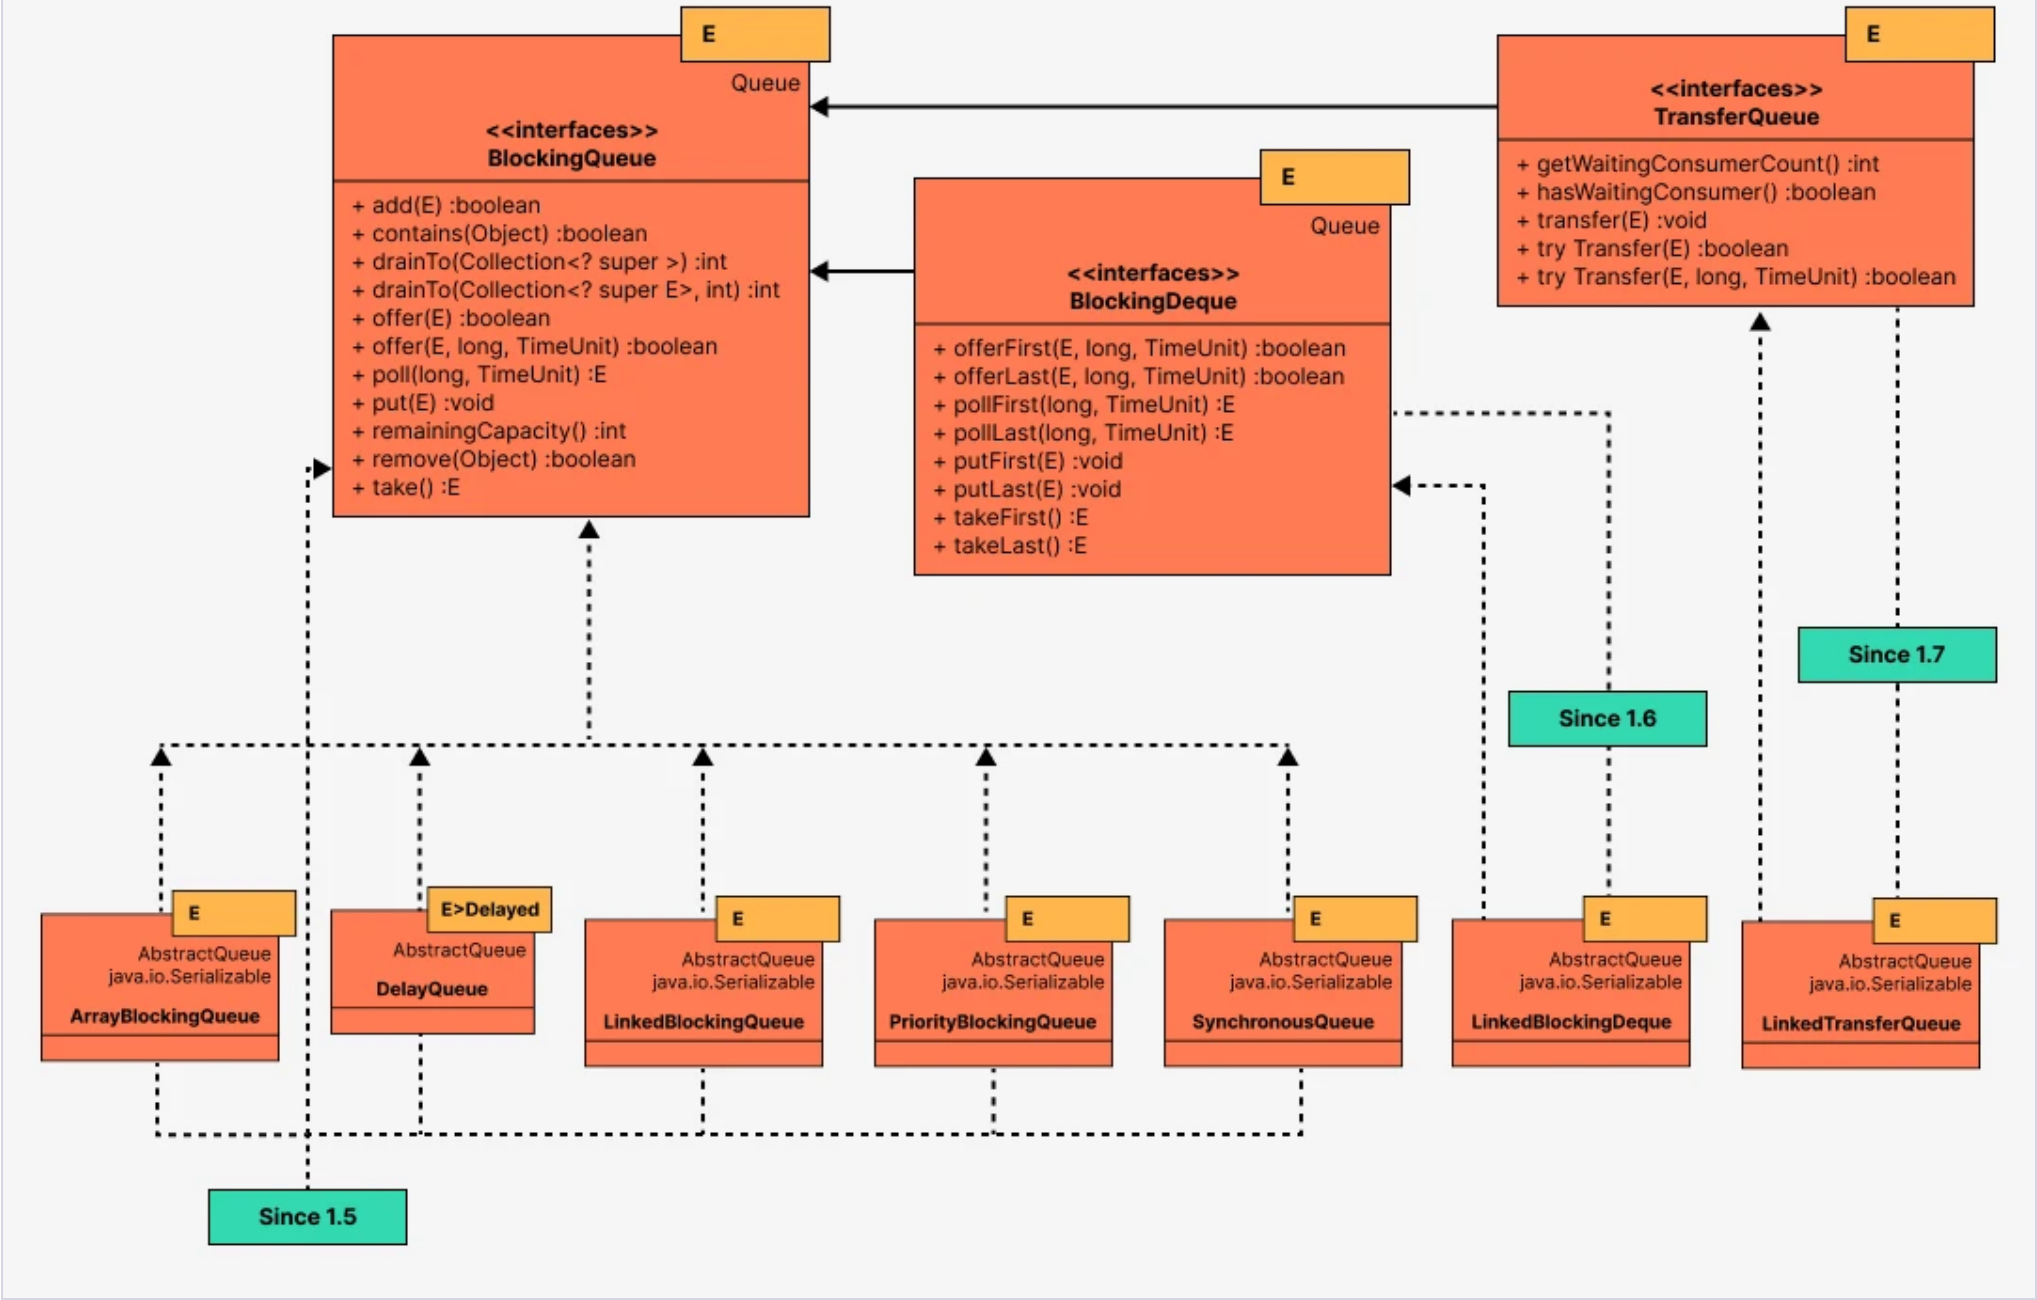 E
Queue
<<interfaces>>
BlockingQueue
+ add(E) :boolean
+ contains(Object) :boolean
+ drainTo(Collection<? super >) :int
+ drainTo(Collection<? super E>, int) :int
+ offer(E) :boolean
+ offer(E, long, TimeUnit) :boolean
+ poll(long, TimeUnit) :E
+ put(E) :void
+ remainingCapacity() :int
+ remove(Object) :boolean
+ take() :E
E
Queue
<<interfaces>>
BlockingDeque
+ offerFirst(E, long, TimeUnit) :boolean
+ offerLast(E, long, TimeUnit) :boolean
+ pollFirst(long, TimeUnit) :E
+ pollLast(long, TimeUnit) :E
+ putFirst(E) :void
+ putLast(E) :void
+ takeFirst() :E
+ takeLast() :E
E
<<interfaces>>
TransferQueue
+ getWaitingConsumerCount() :int
+ hasWaitingConsumer() :boolean
+ transfer(E) :void
+ try Transfer(E) :boolean
+ try Transfer(E, long, TimeUnit) :boolean
Since 1.7
Since 1.6
E
AbstractQueue
java.io.Serializable
ArrayBlockingQueue
E>Delayed
AbstractQueue
DelayQueue
E
AbstractQueue
java.io.Serializable
LinkedBlockingQueue
E
AbstractQueue
java.io.Serializable
PriorityBlockingQueue
E
AbstractQueue
java.io.Serializable
SynchronousQueue
E
AbstractQueue
java.io.Serializable
LinkedBlockingDeque
E
AbstractQueue
java.io.Serializable
LinkedTransferQueue
Since 1.5